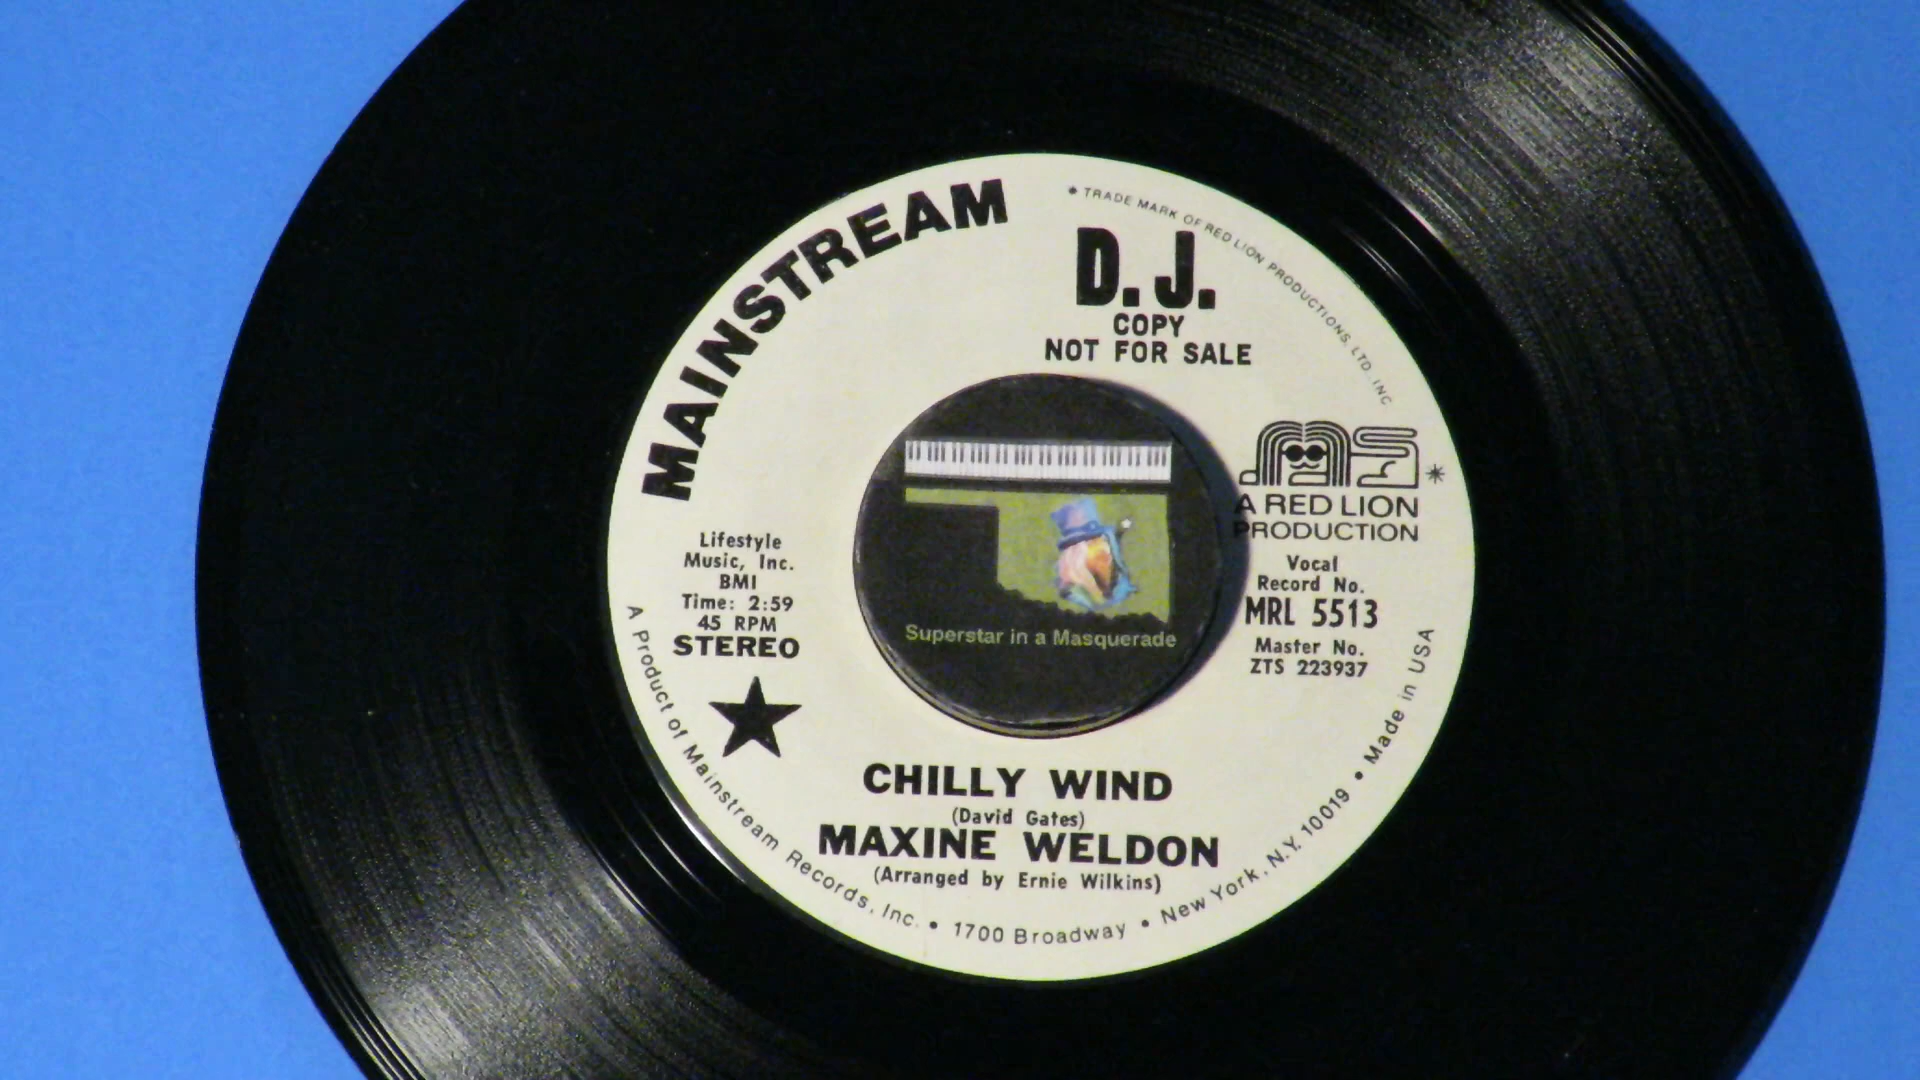 MAINSTREAM
* TRADE MARK OF RED LION PRODUCTIONS, LTD. INC
D.J.
COPY
NOT FOR SALE
MS *
A RED LION
PRODUCTION
Lifestyle
Music, Inc.
BMI
Time: 2:59
45 RPM
STEREO
Vocal
Record No.
MRL 5513
Master No.
ZTS 223937
Superstar in a Masquerade
CHILLY WIND
(David Gates)
MAXINE WELDON
(Arranged by Ernie Wilkins)
A Product of Mainstream Records, Inc. • 1700 Broadway • New York, N.Y. 10019 • Made in USA